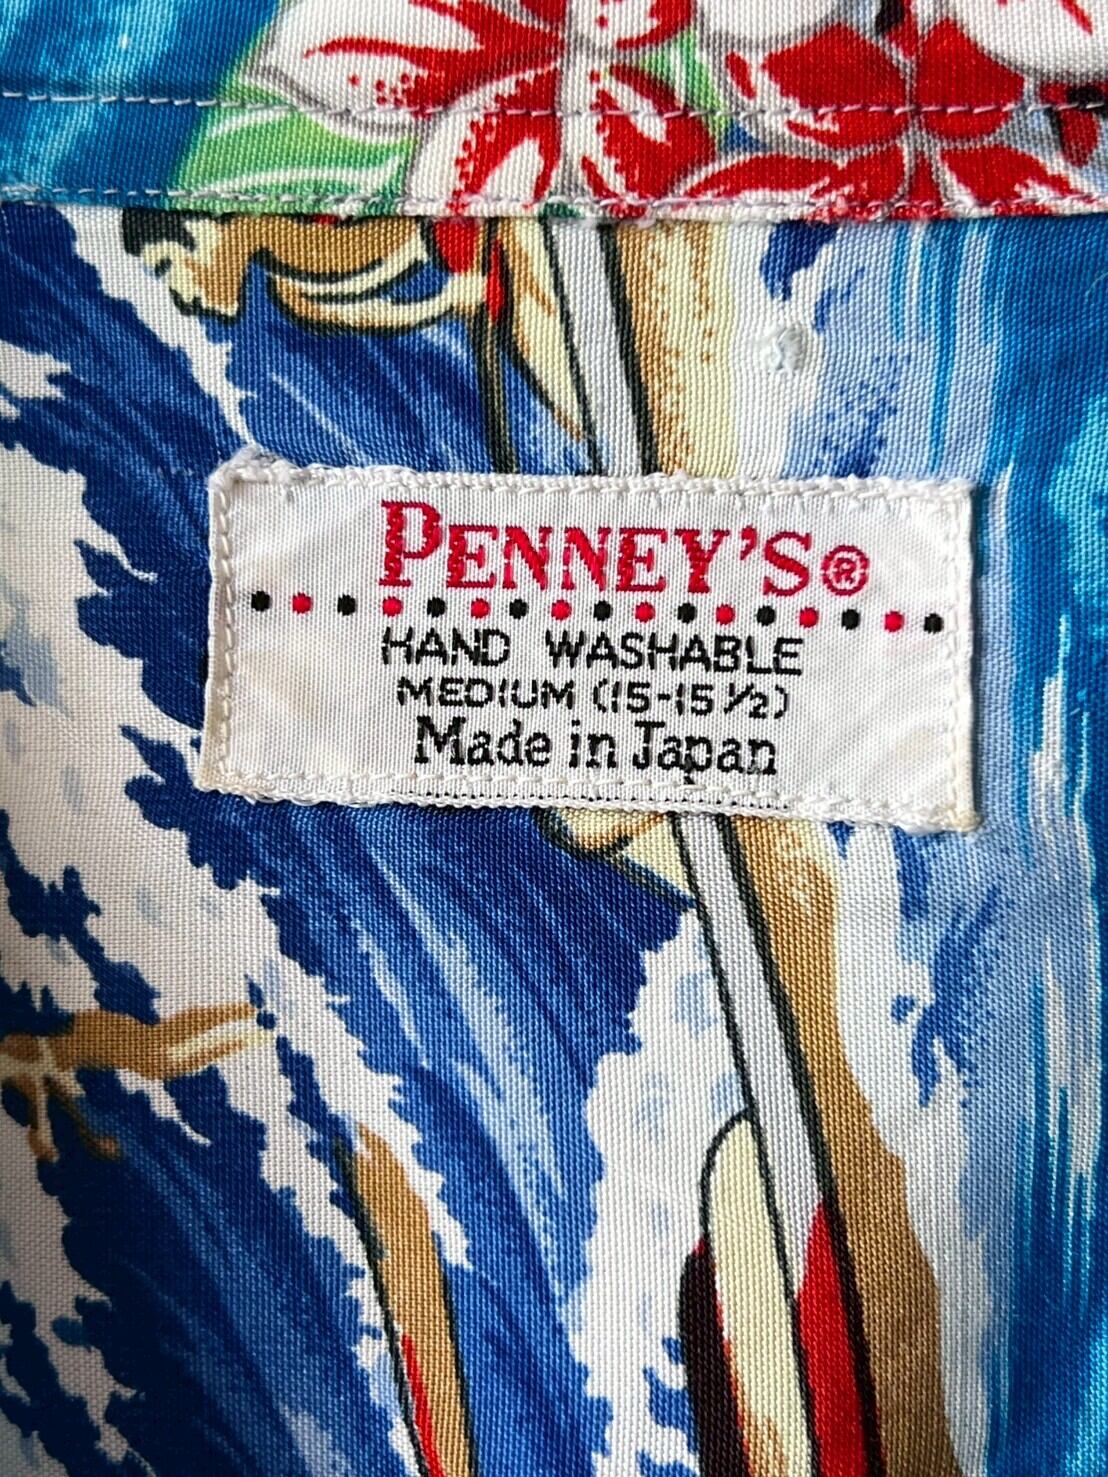 PENNEY'S®
HAND WASHABLE
MEDIUM (15-15 1/2)
Made in Japan